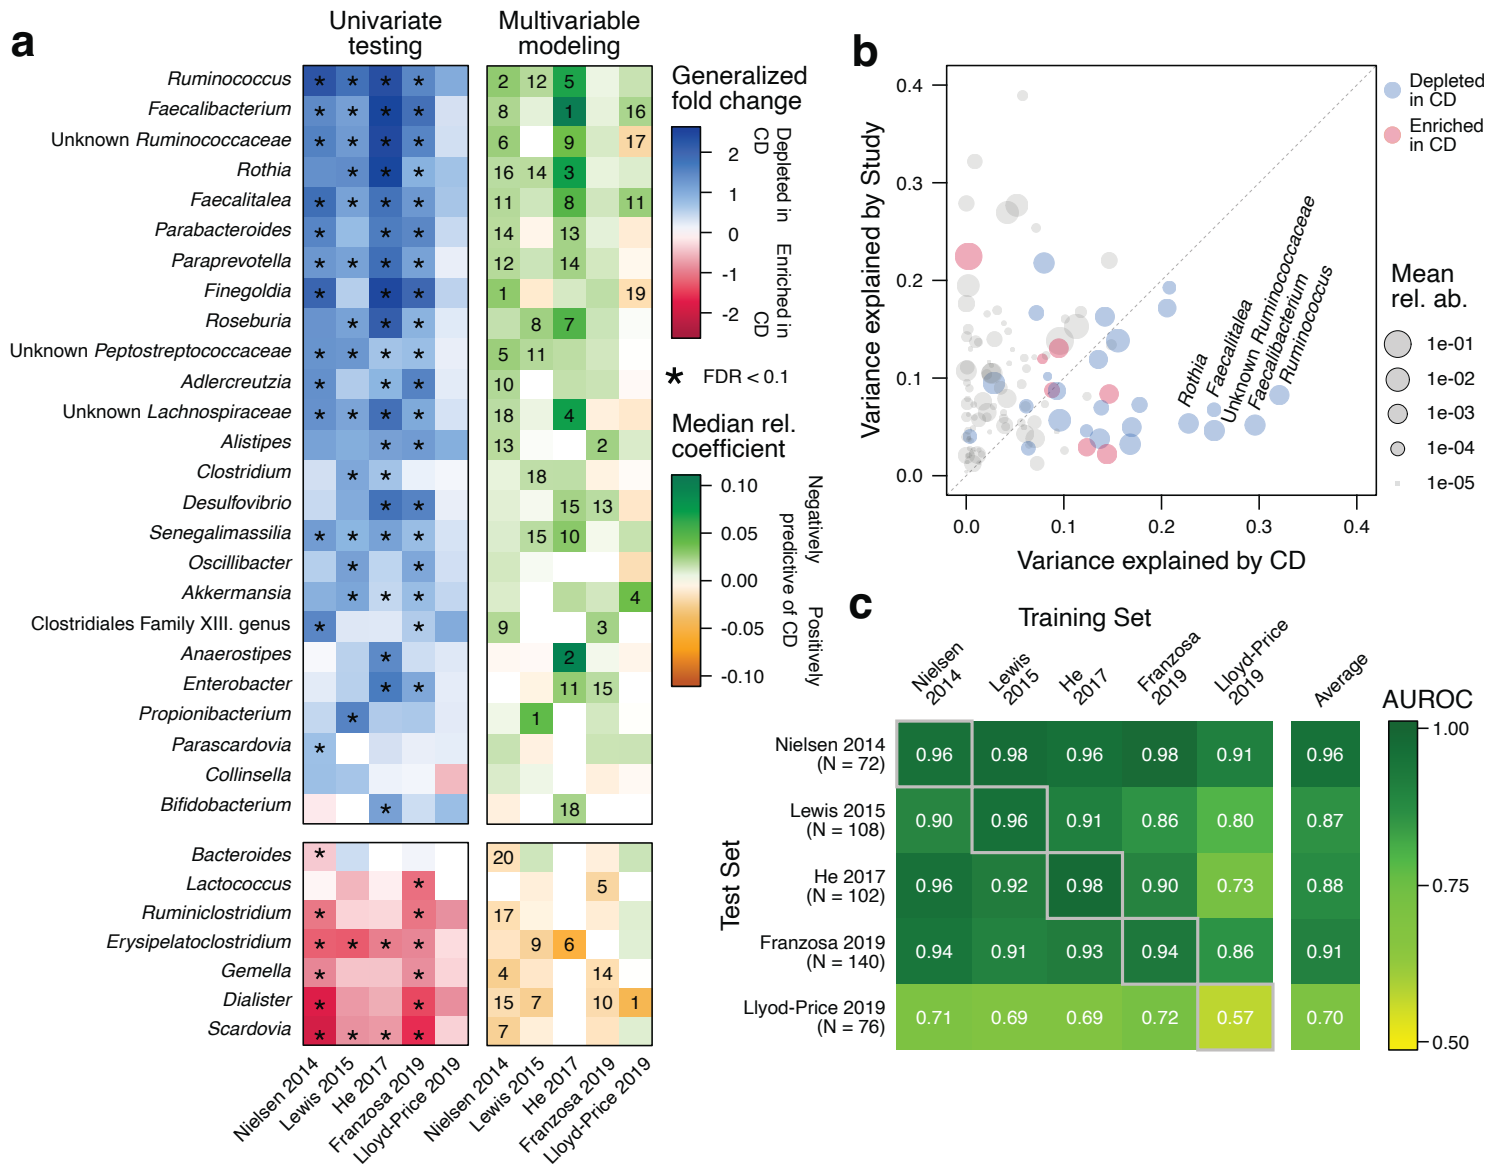 a
Univariate
testing
Multivariable
modeling
Ruminococcus * * * * 2 12 5
Faecalibacterium * * * * 8 1 16
Unknown Ruminococcaceae * * * * 6 9 17
Rothia * * * 16 14 3
Faecalitalea * * * * 11 8 11
Parabacteroides * * * 14 13
Paraprevotella * * * * 12 14
Finegoldia * * * 1 19
Roseburia * * * 8 7
Unknown Peptostreptococcaceae * * * * 5 11
Adlercreutzia * * * 10
Unknown Lachnospiraceae * * * * 18 4
Alistipes * * 13 2
Clostridium * * 18
Desulfovibrio * * 15 13
Senegalimassilia * * * * 15 10
Oscillibacter * *
Akkermansia * * * 4
Clostridiales Family XIII. genus * * 9 3
Anaerostipes * 2
Enterobacter * * 11 15
Propionibacterium * 1
Parascardovia *
Collinsella
Bifidobacterium * 18
Bacteroides * 20
Lactococcus * 5
Ruminiclostridium * * 17
Erysipelatoclostridium * * * * 9 6
Gemella * * 4 14
Dialister * * 15 7 10 1
Scardovia * * * * 7
Nielsen 2014
Lewis 2015
He 2017
Franzosa 2019
Lloyd-Price 2019
Nielsen 2014
Lewis 2015
He 2017
Franzosa 2019
Lloyd-Price 2019
Generalized
fold change
2
1
0
-1
-2
Depleted in
CD
Enriched in
CD
* FDR < 0.1
Median rel.
coefficient
0.10
0.05
0.00
-0.05
-0.10
Negatively
Positively
predictive of CD
b
Variance explained by Study
0.4
0.3
0.2
0.1
0.0
0.0 0.1 0.2 0.3 0.4
Variance explained by CD
Rothia
Faecalitalea
Unknown Ruminococcaceae
Faecalibacterium
Ruminococcus
Depleted
in CD
Enriched
in CD
Mean
rel. ab.
1e-01
1e-02
1e-03
1e-04
1e-05
c
Training Set
Nielsen
2014
Lewis
2015
He
2017
Franzosa
2019
Lloyd-Price
2019
Average
Test Set
Nielsen 2014
(N = 72)
0.96 0.98 0.96 0.98 0.91 0.96
Lewis 2015
(N = 108)
0.90 0.96 0.91 0.86 0.80 0.87
He 2017
(N = 102)
0.96 0.92 0.98 0.90 0.73 0.88
Franzosa 2019
(N = 140)
0.94 0.91 0.93 0.94 0.86 0.91
Llyod-Price 2019
(N = 76)
0.71 0.69 0.69 0.72 0.57 0.70
AUROC
1.00
0.75
0.50